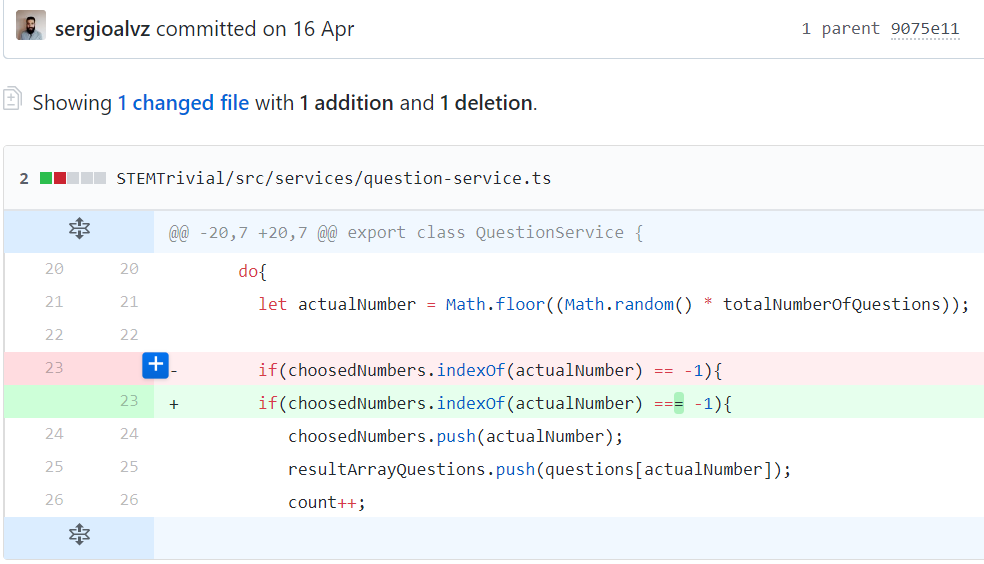 sergioalvz committed on 16 Apr 1 parent 9075e11
Showing 1 changed file with 1 addition and 1 deletion.
2 STEMTrivial/src/services/question-service.ts
@@ -20,7 +20,7 @@ export class QuestionService {
20 20 do{
21 21 let actualNumber = Math.floor((Math.random() * totalNumberOfQuestions));
22 22
23 - if(choosedNumbers.indexOf(actualNumber) == -1){
23 + if(choosedNumbers.indexOf(actualNumber) === -1){
24 24 choosedNumbers.push(actualNumber);
25 25 resultArrayQuestions.push(questions[actualNumber]);
26 26 count++;